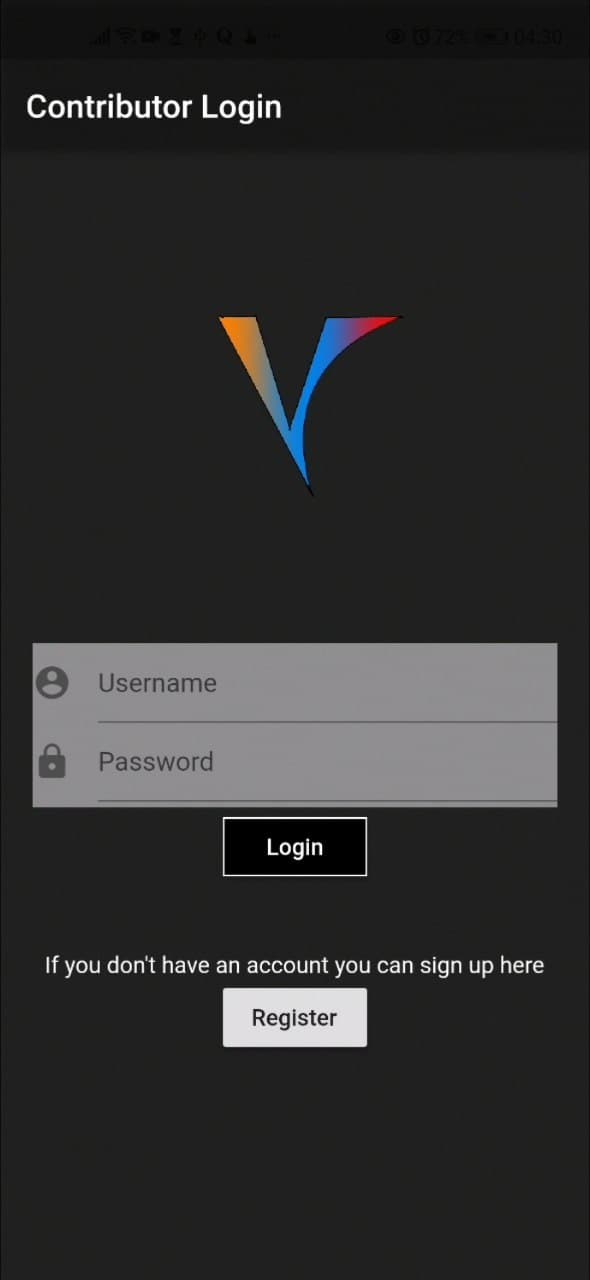 72% 04:30
Contributor Login
Username
Password
Login
If you don't have an account you can sign up here
Register